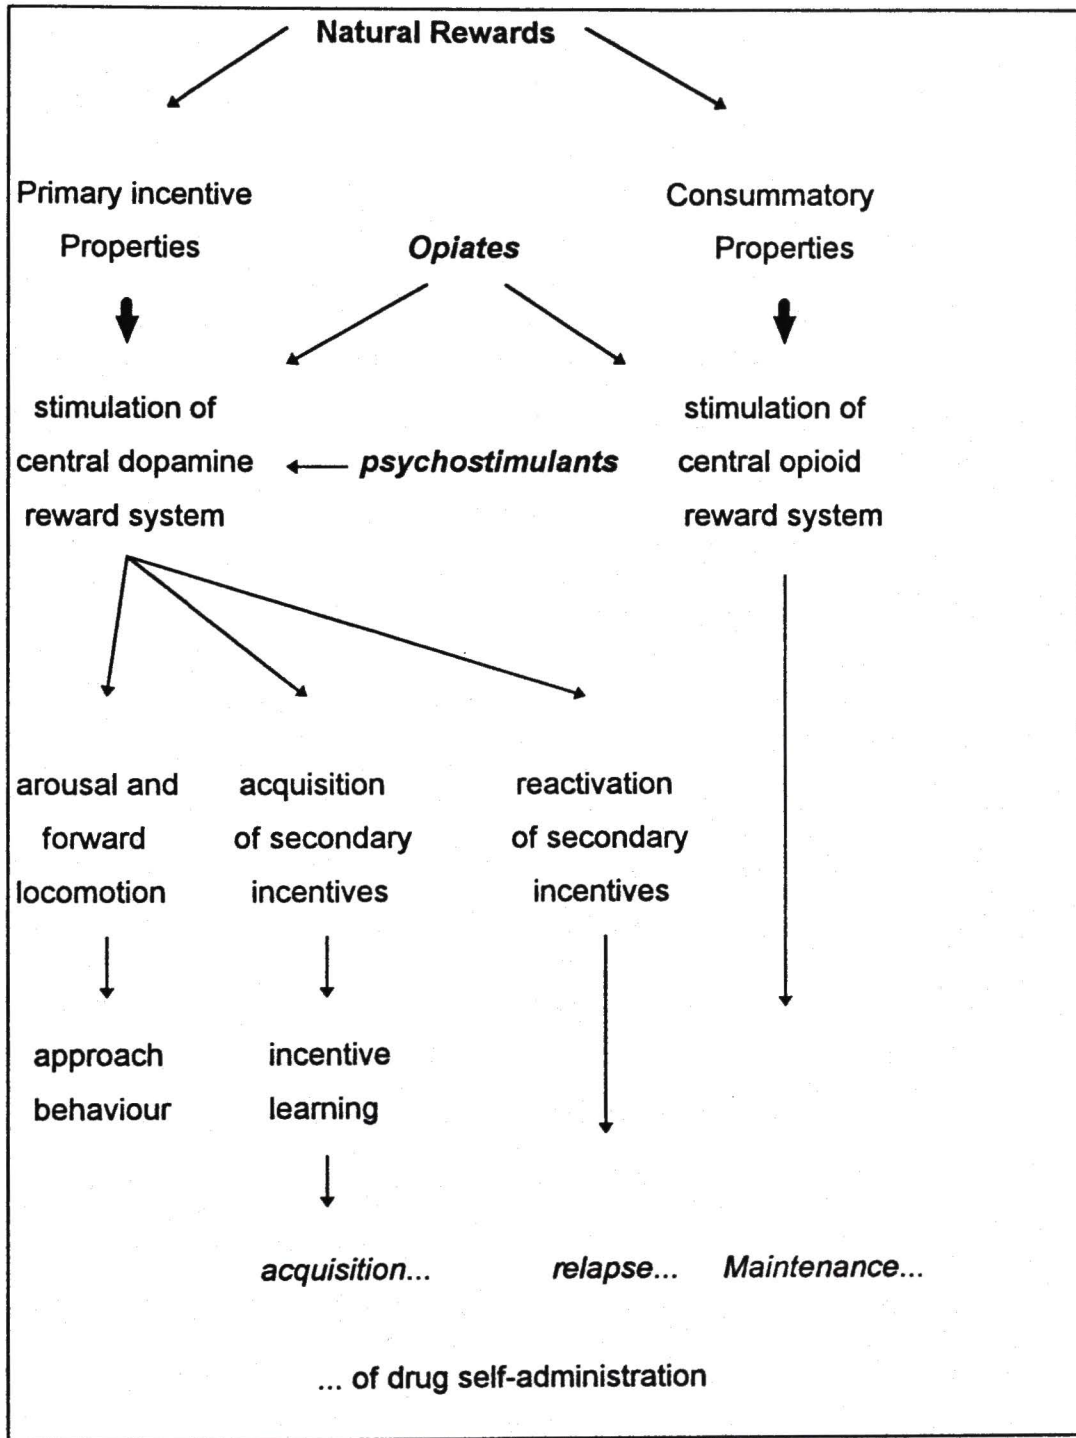 Natural Rewards
Primary incentive
Properties
Opiates
Consummatory
Properties
stimulation of
central dopamine
reward system
psychostimulants
stimulation of
central opioid
reward system
arousal and
forward
locomotion
acquisition
of secondary
incentives
reactivation
of secondary
incentives
approach
behaviour
incentive
learning
acquisition...
relapse...
Maintenance...
... of drug self-administration